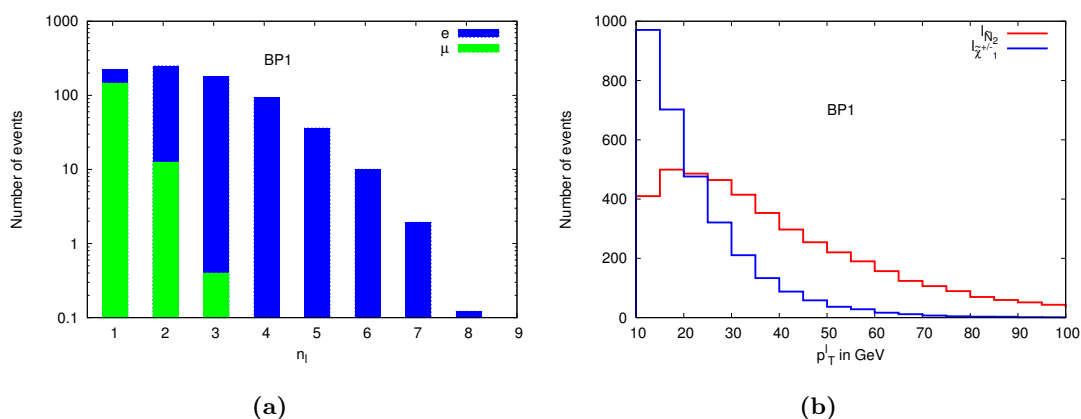 1000
100
10
1
0.1
Number of events
BP1
e
μ
1 2 3 4 5 6 7 8 9
n_l
(a)
1000
800
600
400
200
0
Number of events
BP1
l_Ñ₂
l_χ̃⁺/⁻₁
10 20 30 40 50 60 70 80 90 100
p^l_T in GeV
(b)